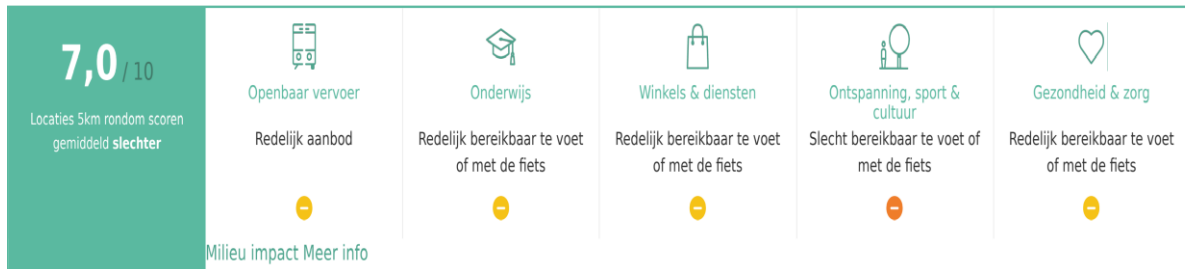 7,0 / 10
Locaties 5km rondom scoren
gemiddeld slechter
Openbaar vervoer
Redelijk aanbod
Onderwijs
Redelijk bereikbaar te voet
of met de fiets
Winkels & diensten
Redelijk bereikbaar te voet
of met de fiets
Ontspanning, sport &
cultuur
Slecht bereikbaar te voet of
met de fiets
Gezondheid & zorg
Redelijk bereikbaar te voet
of met de fiets
Milieu impact Meer info